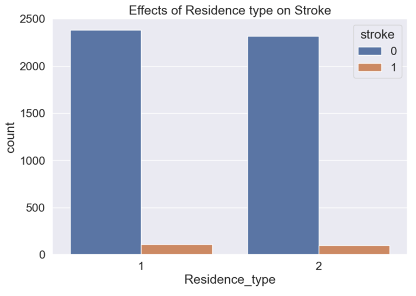 Effects of Residence type on Stroke
2500
2000
1500
1000
500
0
count
1
2
Residence_type
stroke
0
1